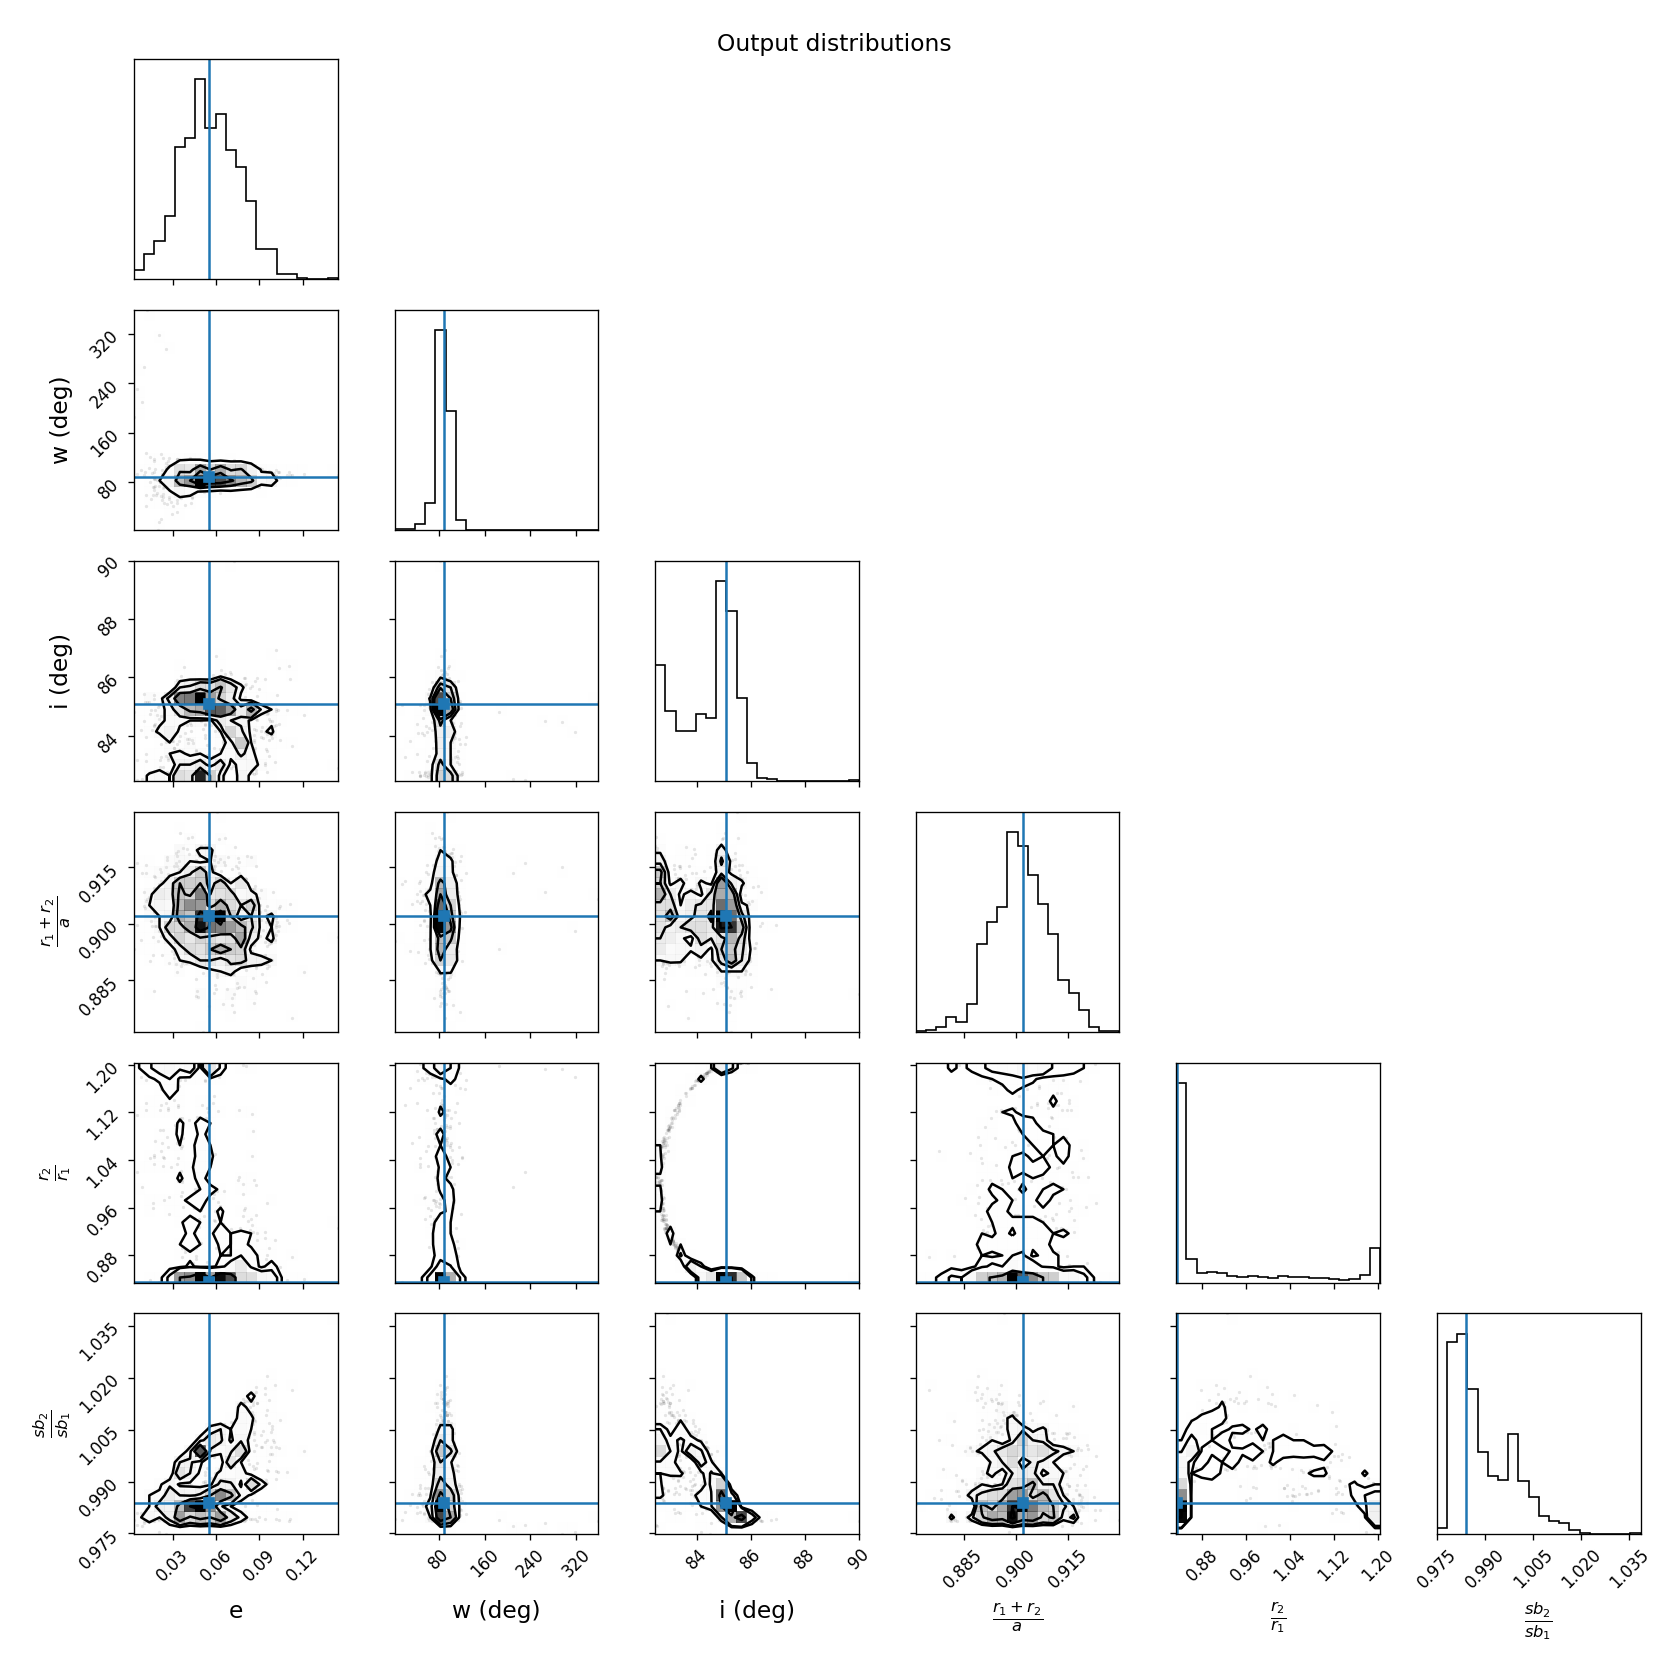 Output distributions
w (deg)
320
240
160
80
i (deg)
90
88
86
84
r₁ + r₂
a
0.915
0.900
0.885
r₂
r₁
1.20
1.12
1.04
0.96
0.88
sb₂
sb₁
1.035
1.020
1.005
0.990
0.975
0.03 0.06 0.09 0.12
80 160 240 320
84 86 88 90
0.885 0.900 0.915
0.88 0.96 1.04 1.12 1.20
0.975 0.990 1.005 1.020 1.035
e
w (deg)
i (deg)
r₁ + r₂
a
r₂
r₁
sb₂
sb₁